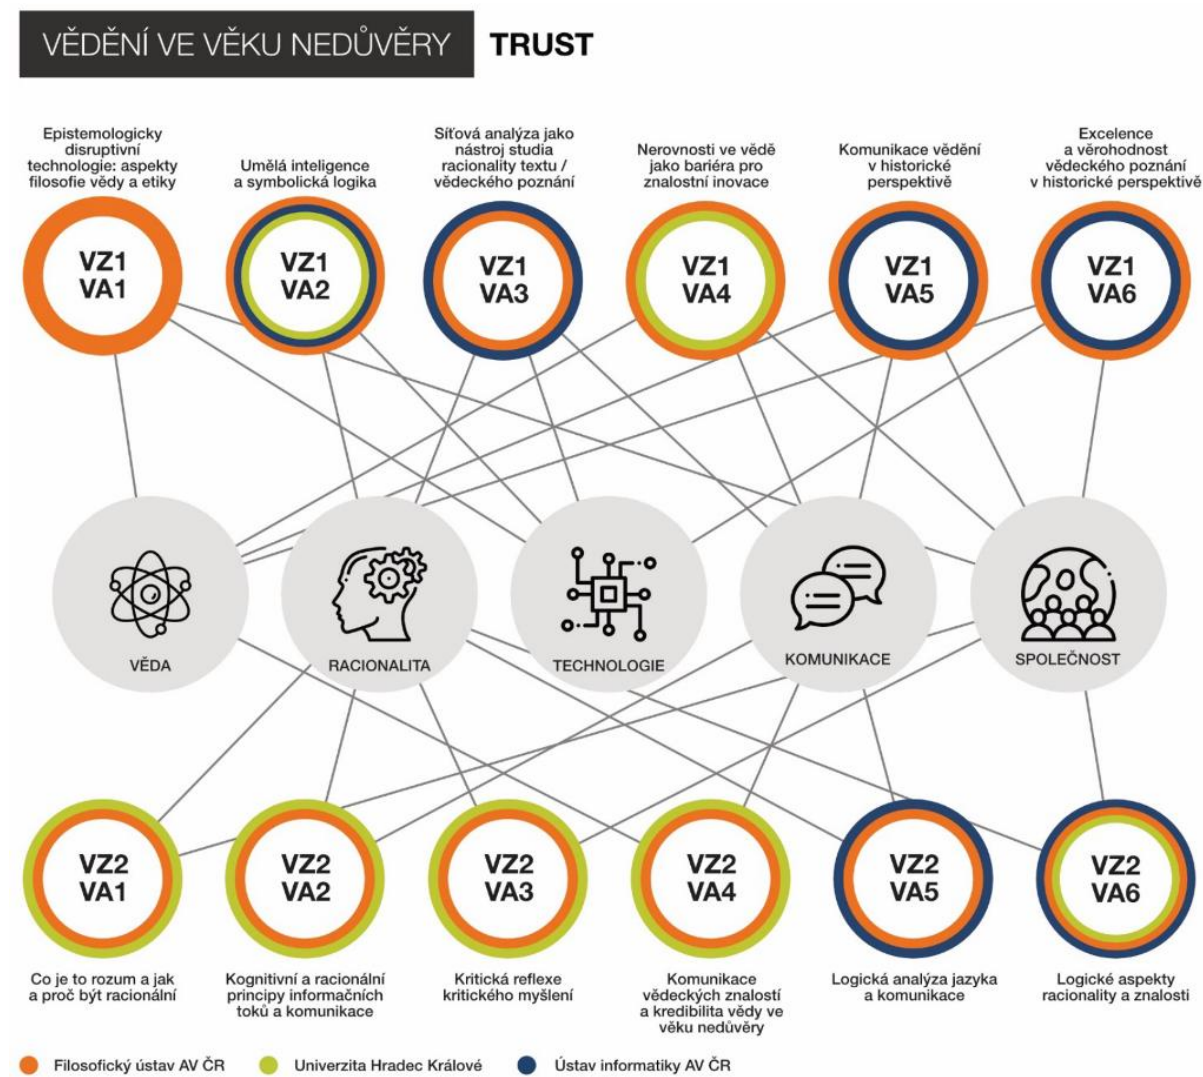 VĚDĚNÍ VE VĚKU NEDŮVĚRY TRUST
Epistemologicky
disruptivní
technologie: aspekty
filosofie vědy a etiky
Umělá inteligence
a symbolická logika
Síťová analýza jako
nástroj studia
racionality textu /
vědeckého poznání
Nerovnosti ve vědě
jako bariéra pro
znalostní inovace
Komunikace vědění
v historické
perspektivě
Excelence
a věrohodnost
vědeckého poznání
v historické perspektivě
VZ1
VA1
VZ1
VA2
VZ1
VA3
VZ1
VA4
VZ1
VA5
VZ1
VA6
VĚDA
RACIONALITA
TECHNOLOGIE
KOMUNIKACE
SPOLEČNOST
VZ2
VA1
VZ2
VA2
VZ2
VA3
VZ2
VA4
VZ2
VA5
VZ2
VA6
Co je to rozum a jak
a proč být racionální
Kognitivní a racionální
principy informačních
toků a komunikace
Kritická reflexe
kritického myšlení
Komunikace
vědeckých znalostí
a kredibilita vědy ve
věku nedůvěry
Logická analýza jazyka
a komunikace
Logické aspekty
racionality a znalosti
Filosofický ústav AV ČR
Univerzita Hradec Králové
Ústav informatiky AV ČR